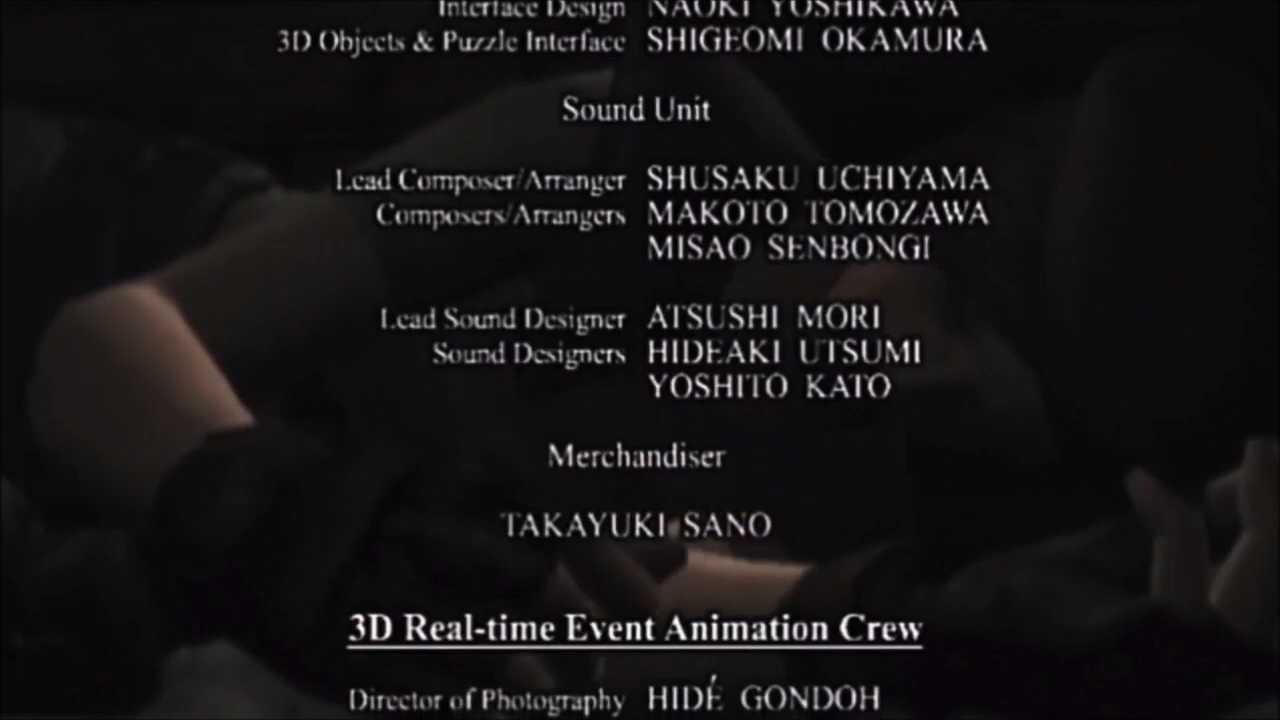 Interface Design NAOKI YOSHIKAWA
3D Objects & Puzzle Interface SHIGEOMI OKAMURA
Sound Unit
Lead Composer/Arranger SHUSAKU UCHIYAMA
Composers/Arrangers MAKOTO TOMOZAWA
MISAO SENBONGI
Lead Sound Designer ATSUSHI MORI
Sound Designers HIDEAKI UTSUMI
YOSHITO KATO
Merchandiser
TAKAYUKI SANO
3D Real-time Event Animation Crew
Director of Photography HIDÉ GONDOH